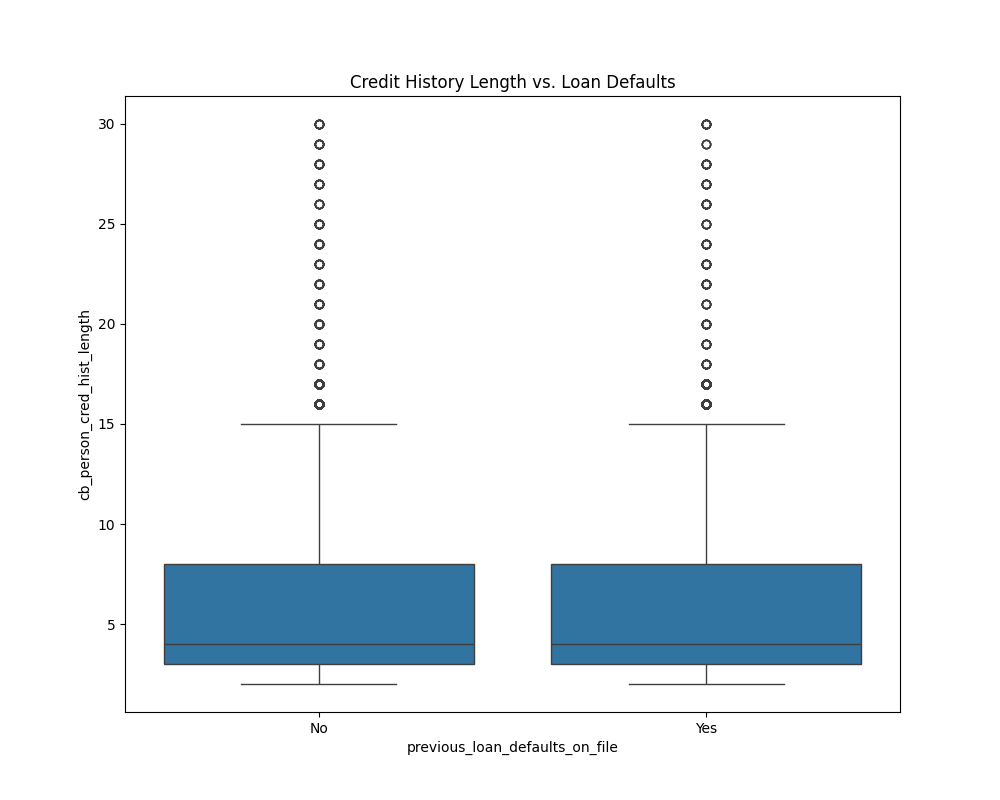 Credit History Length vs. Loan Defaults
30
25
20
15
10
5
cb_person_cred_hist_length
No
Yes
previous_loan_defaults_on_file